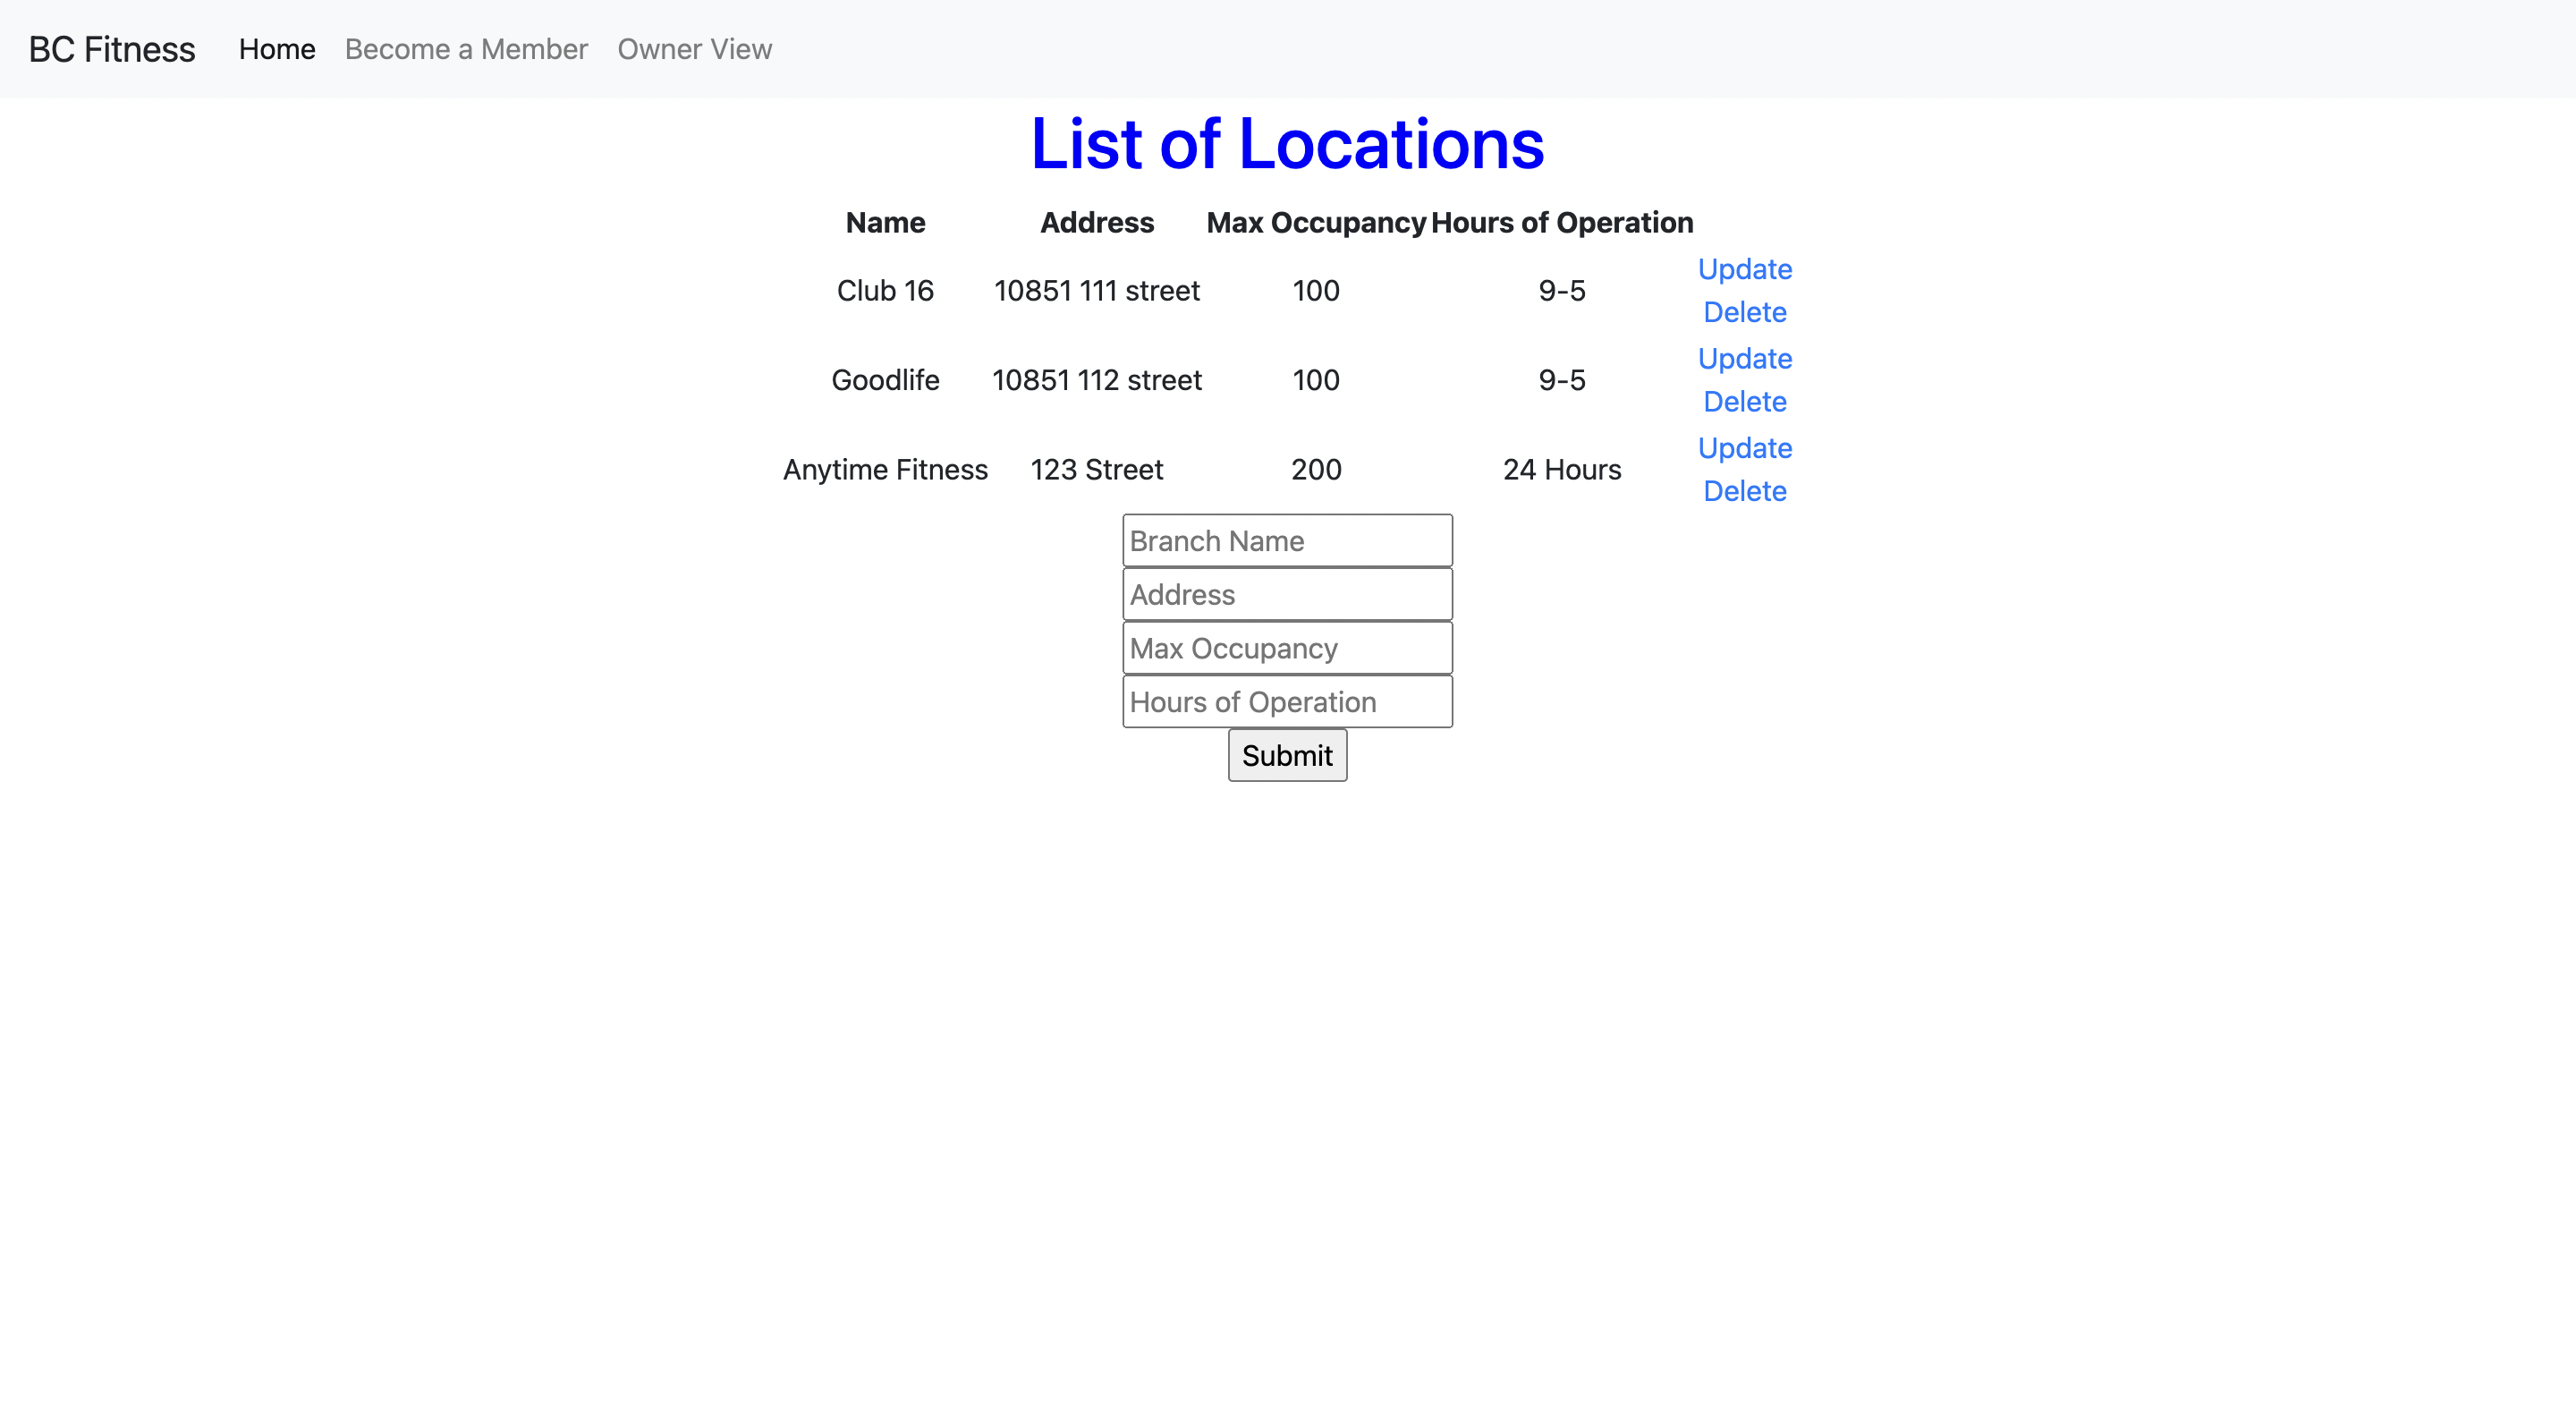 BC Fitness Home Become a Member Owner View
List of Locations
Name Address Max Occupancy Hours of Operation
Club 16 10851 111 street 100 9-5 Update
Delete
Goodlife 10851 112 street 100 9-5 Update
Delete
Anytime Fitness 123 Street 200 24 Hours Update
Delete
Branch Name
Address
Max Occupancy
Hours of Operation
Submit